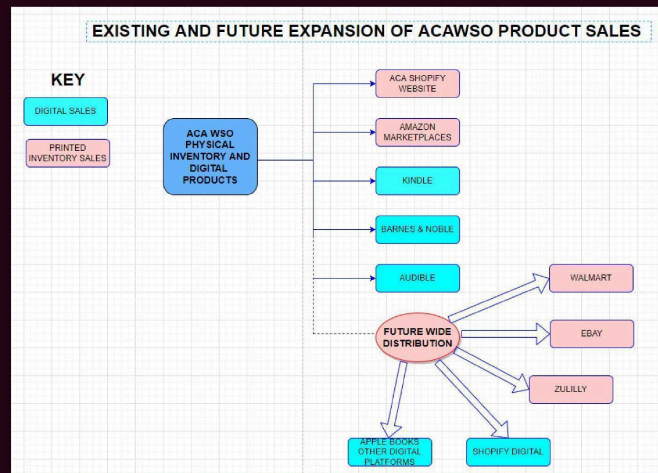 EXISTING AND FUTURE EXPANSION OF ACAWSO PRODUCT SALES
KEY
DIGITAL SALES
PRINTED
INVENTORY SALES
ACA WSO
PHYSICAL
INVENTORY AND
DIGITAL
PRODUCTS
ACA SHOPIFY
WEBSITE
AMAZON
MARKETPLACES
KINDLE
BARNES & NOBLE
AUDIBLE
FUTURE WIDE
DISTRIBUTION
WALMART
EBAY
ZULILLY
APPLE BOOKS
OTHER DIGITAL
PLATFORMS
SHOPIFY DIGITAL